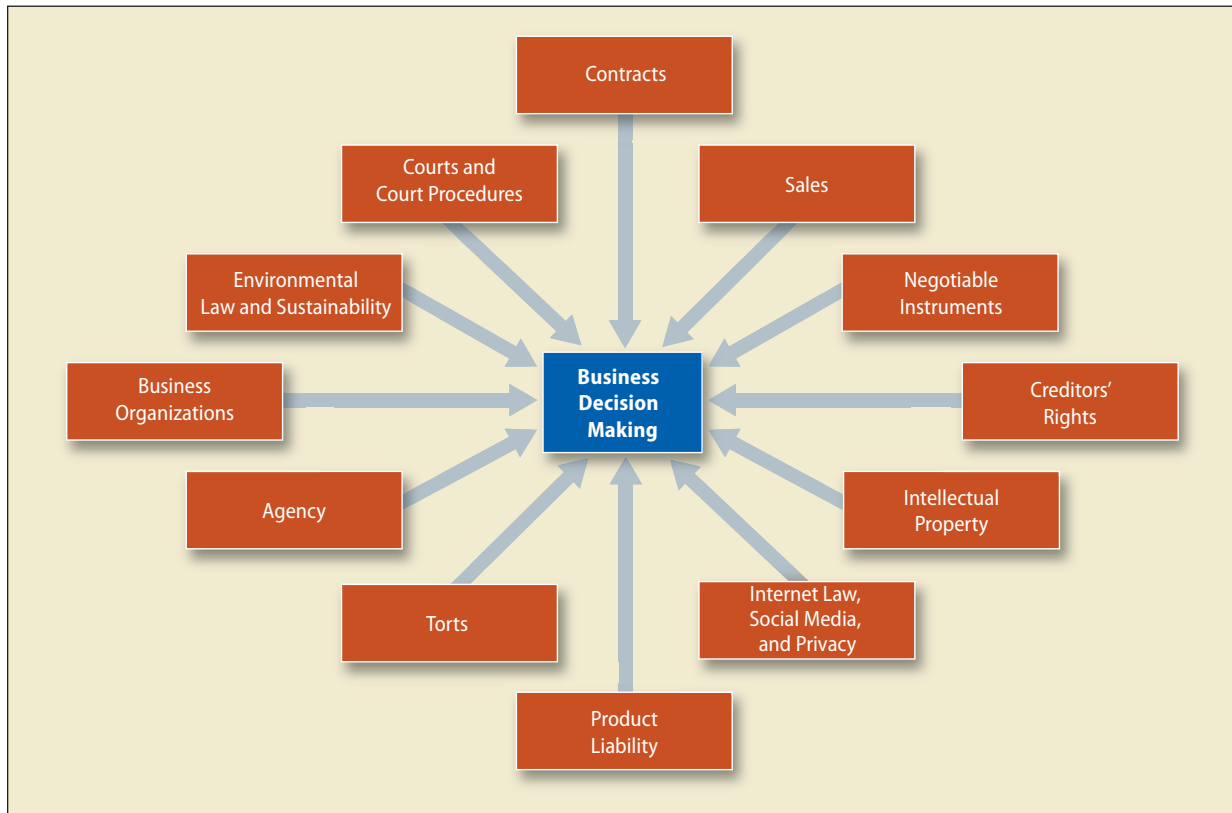 Contracts
Courts and
Court Procedures
Sales
Environmental
Law and Sustainability
Negotiable
Instruments
Business
Organizations
Business
Decision
Making
Creditors’
Rights
Agency
Intellectual
Property
Torts
Internet Law,
Social Media,
and Privacy
Product
Liability